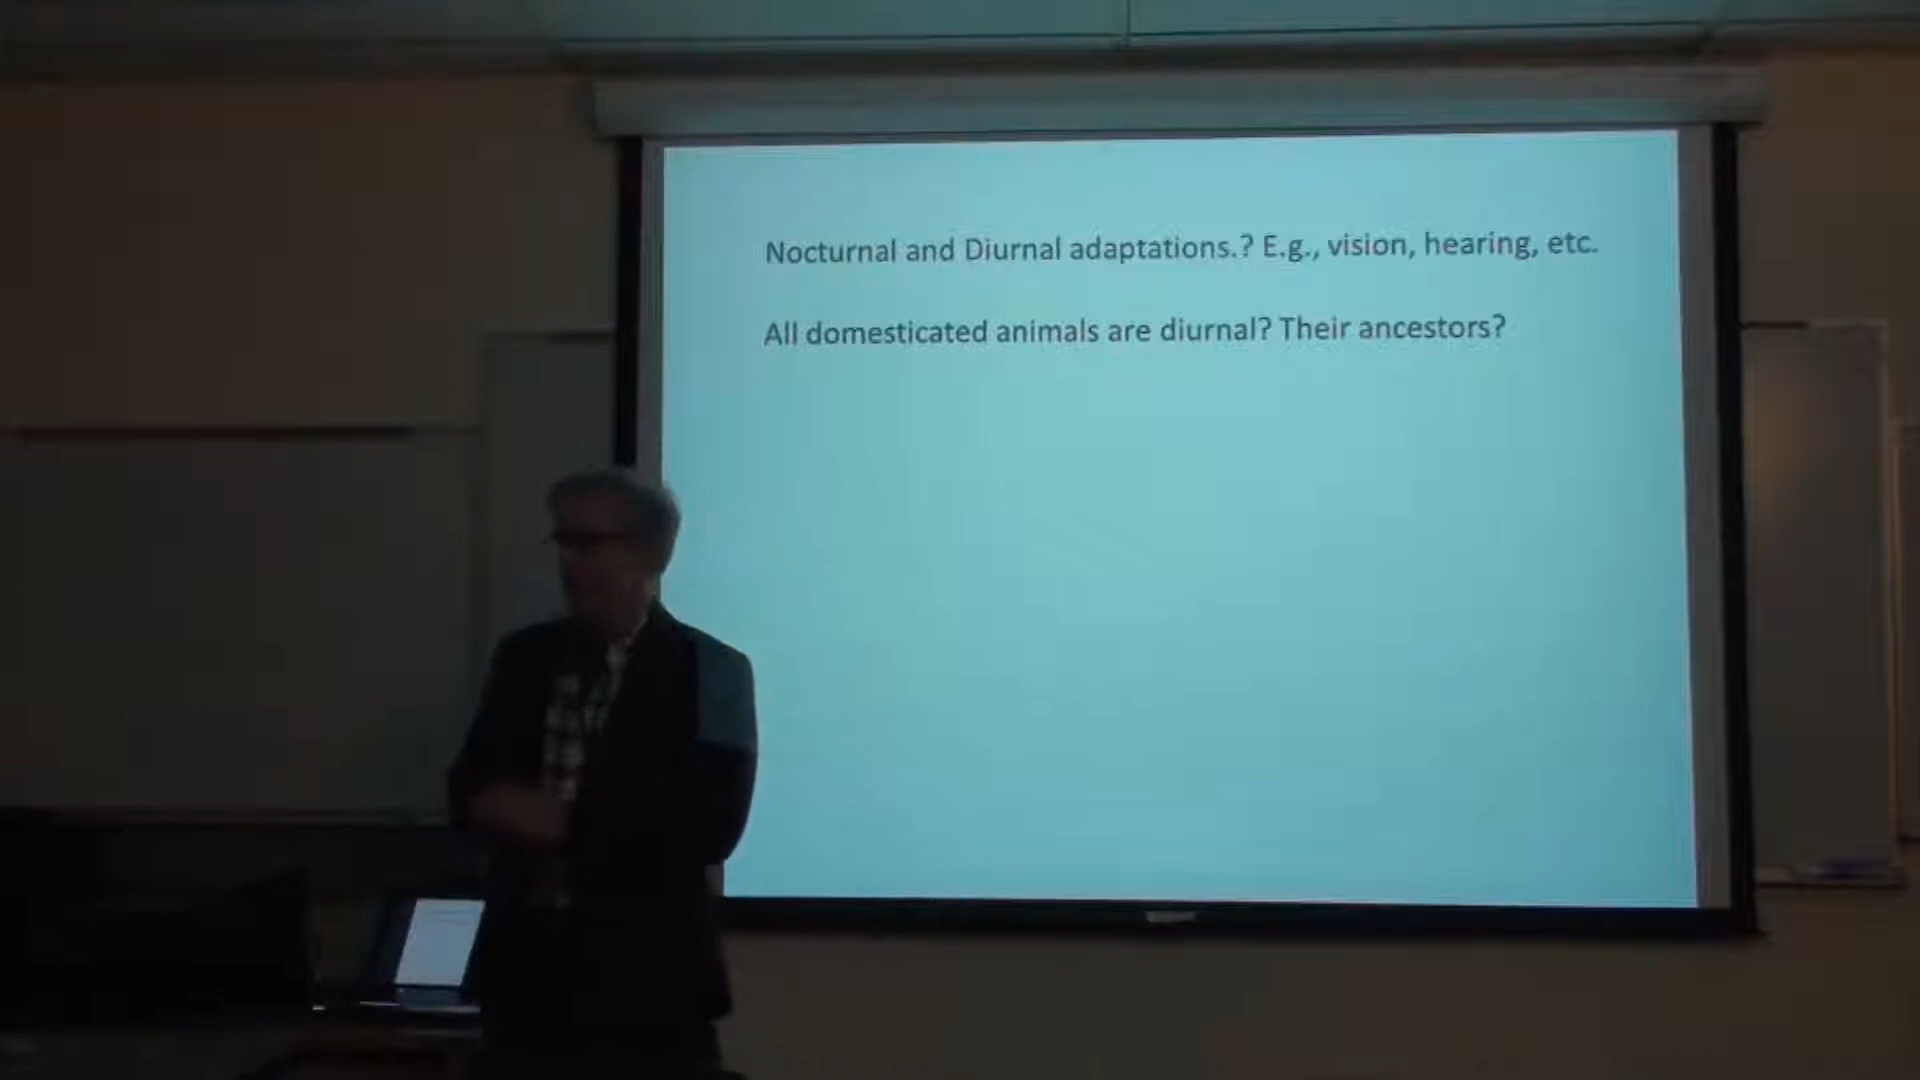 Nocturnal and Diurnal adaptations.? E.g., vision, hearing, etc.
All domesticated animals are diurnal? Their ancestors?